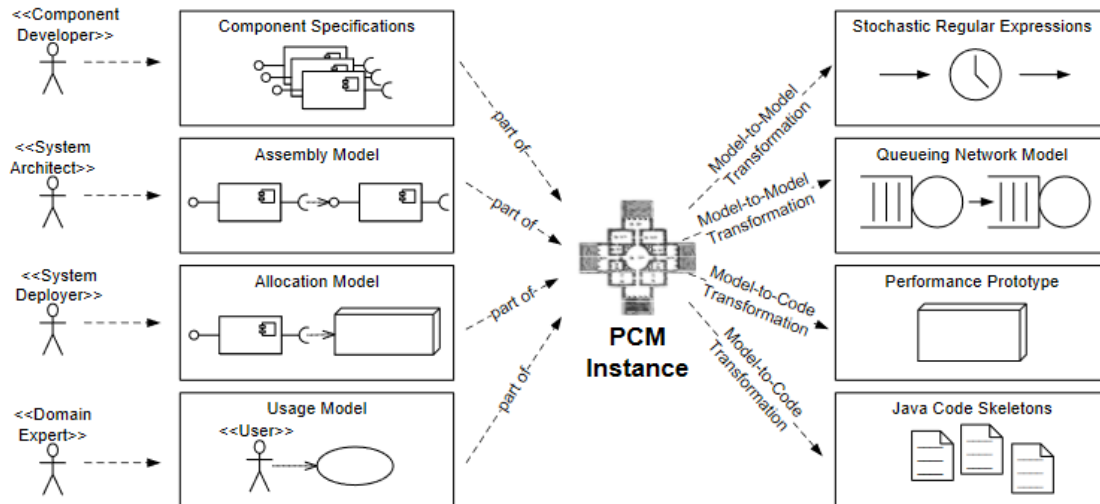 <<Component
Developer>>
Component Specifications
<<System
Architect>>
Assembly Model
<<System
Deployer>>
Allocation Model
<<Domain
Expert>>
Usage Model
<<User>>
part of
part of
part of
part of
PCM
Instance
Model-to-Model
Transformation
Model-to-Model
Transformation
Model-to-Code
Transformation
Model-to-Code
Transformation
Stochastic Regular Expressions
Queueing Network Model
Performance Prototype
Java Code Skeletons